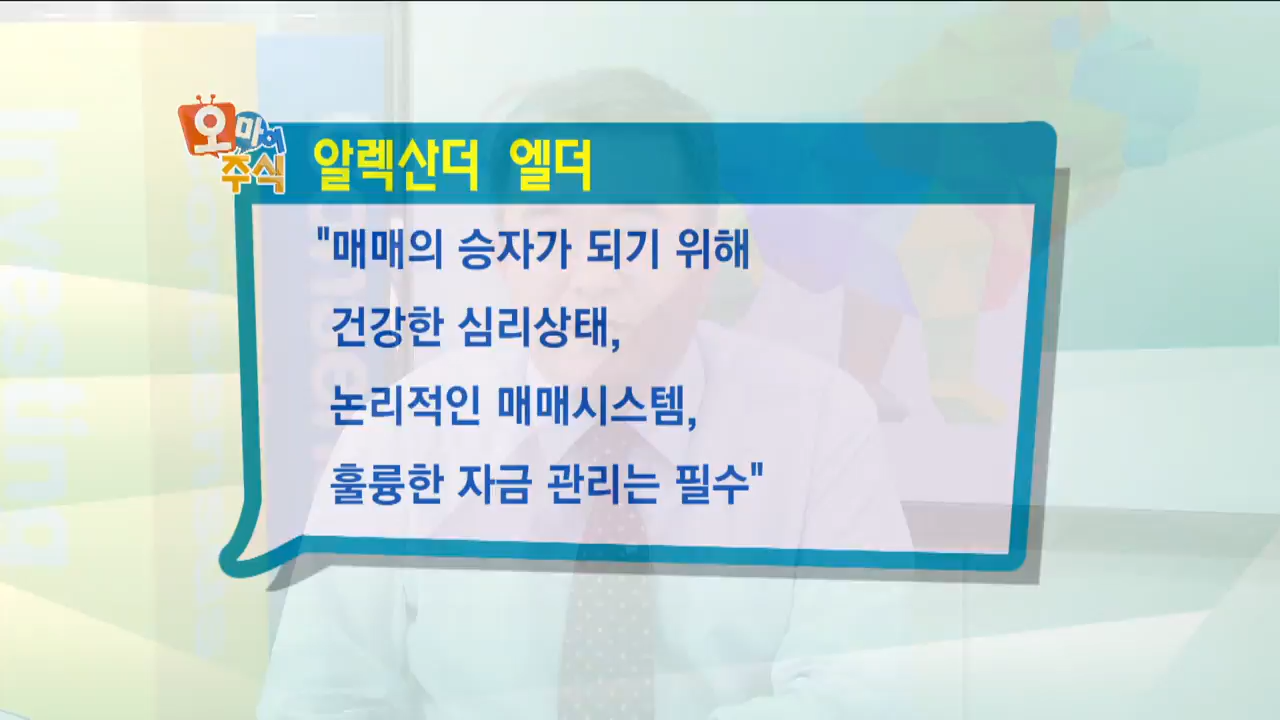 오마이
주식
알렉산더 엘더
"매매의 승자가 되기 위해
건강한 심리상태,
논리적인 매매시스템,
훌륭한 자금 관리는 필수"
Investing